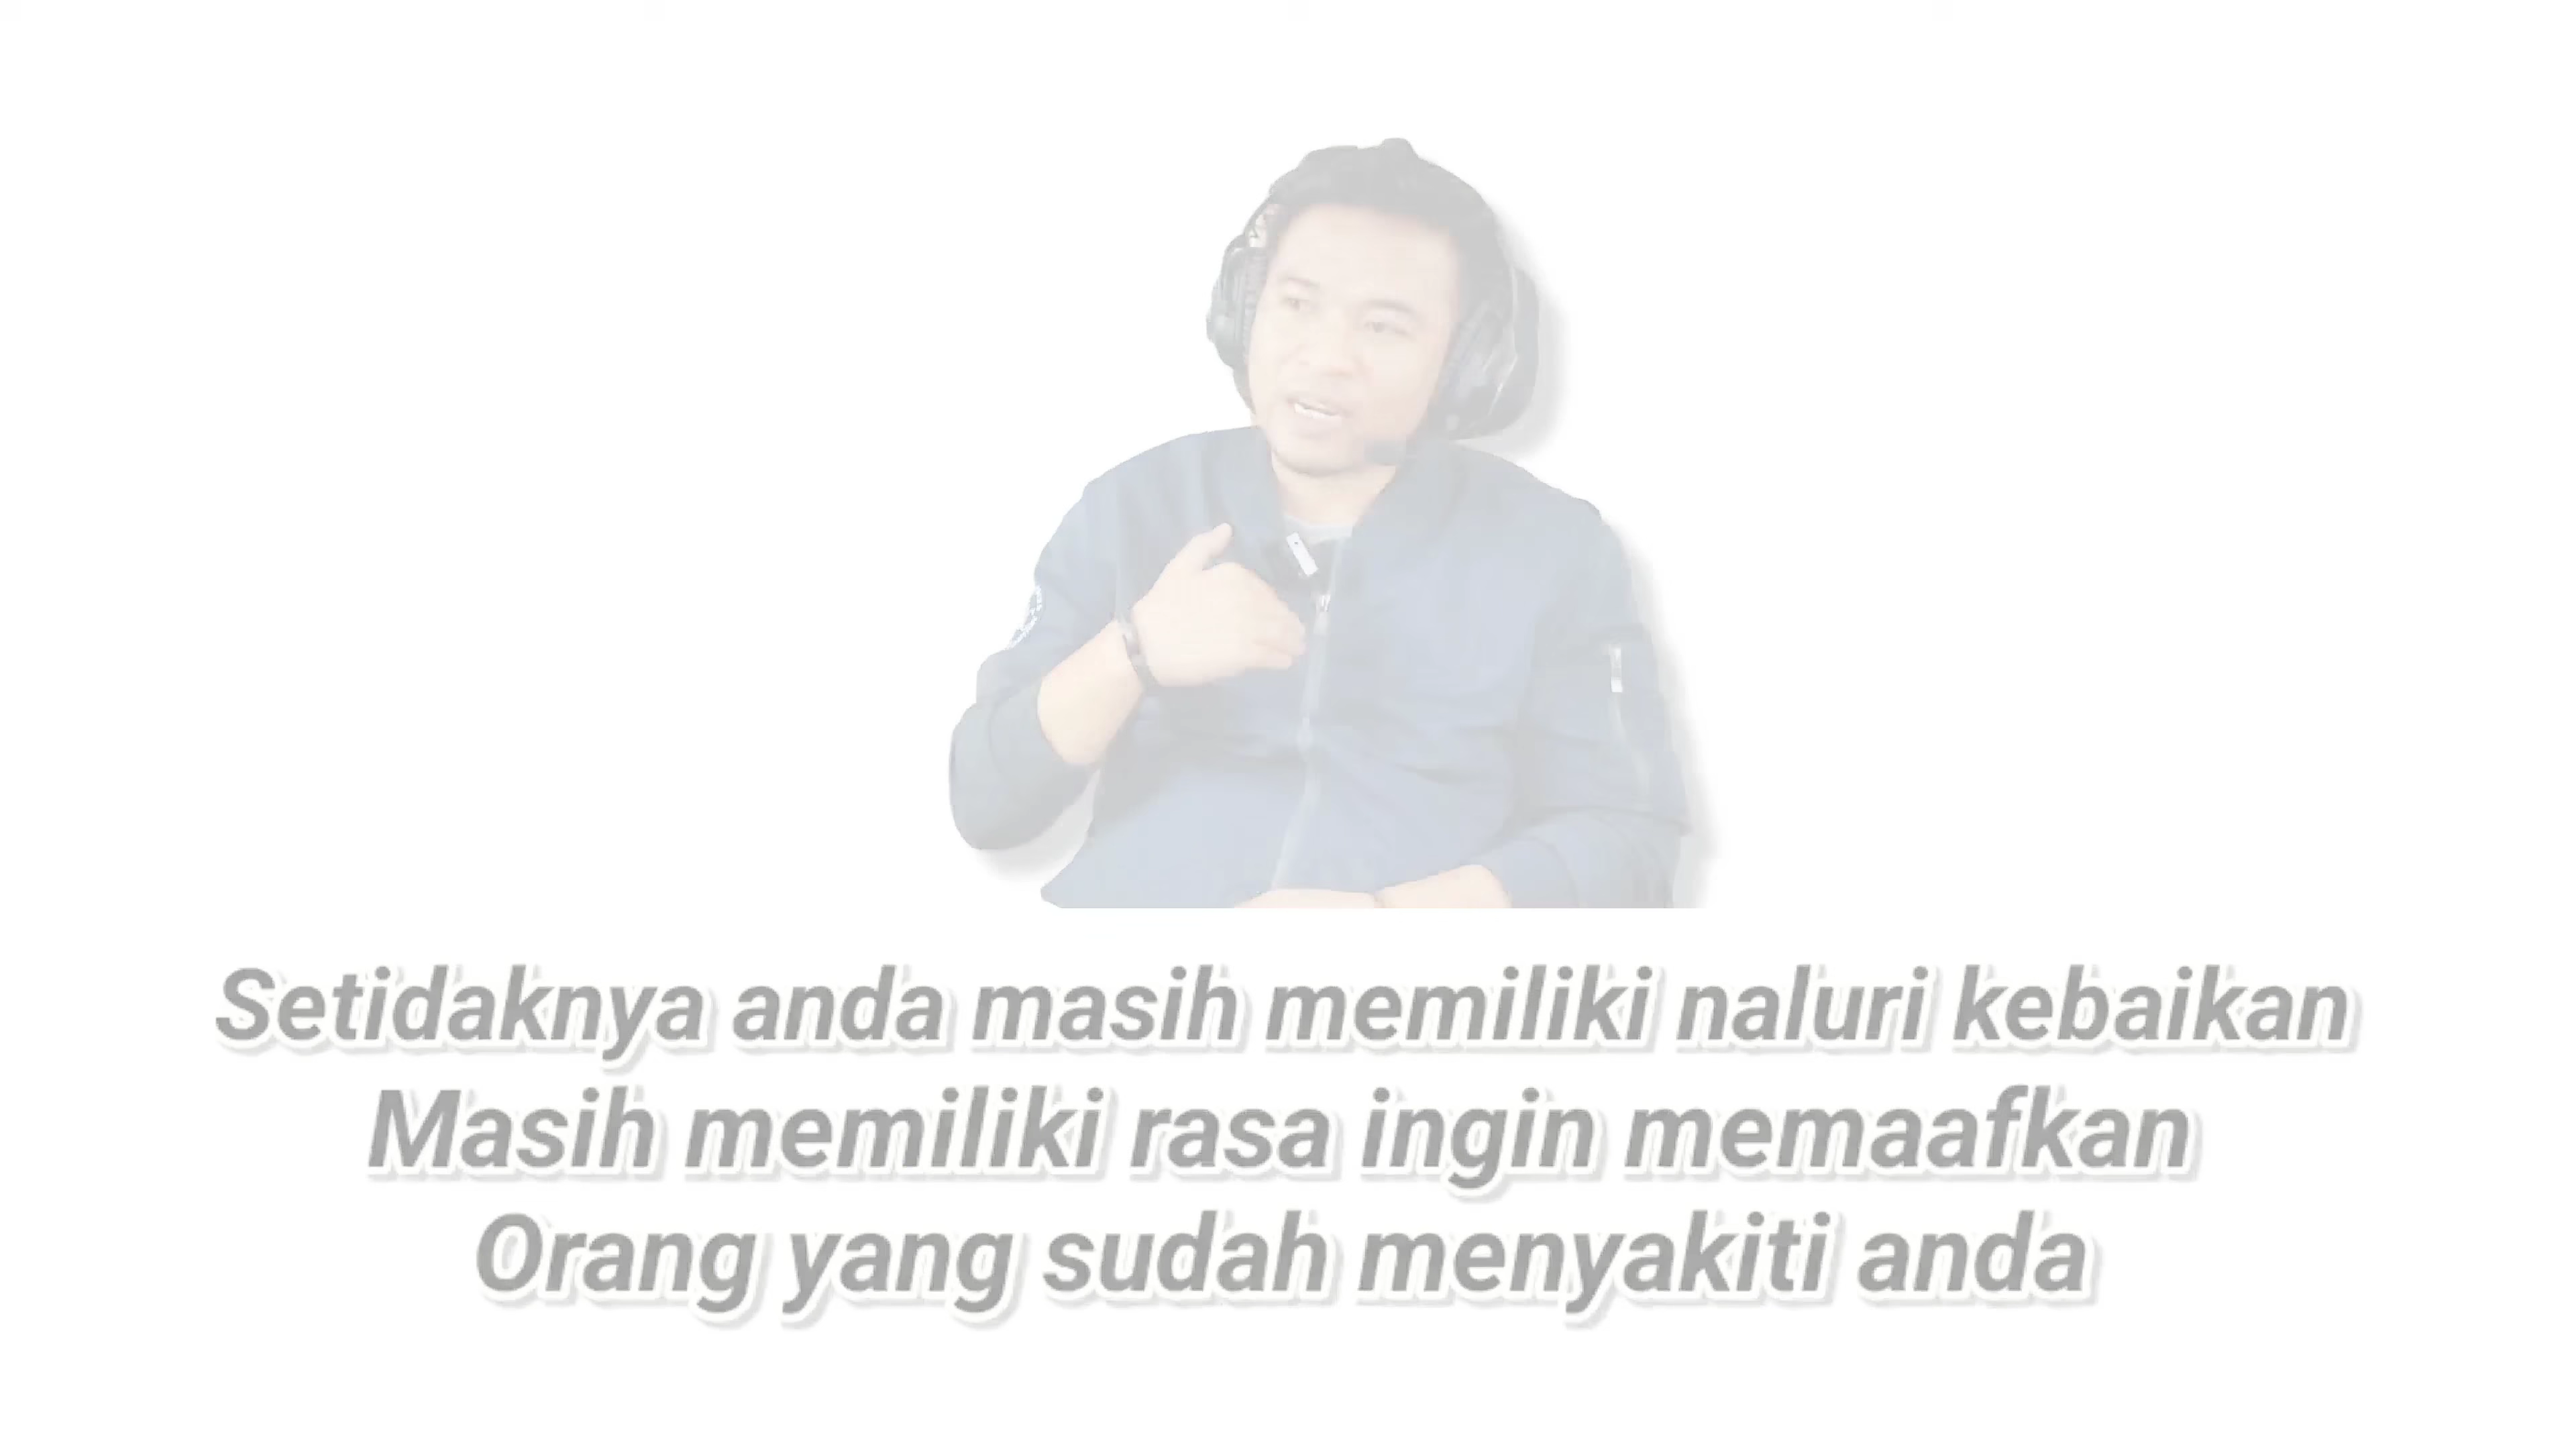 Setidaknya anda masih memiliki naluri kebaikan
Masih memiliki rasa ingin memaafkan
Orang yang sudah menyakiti anda